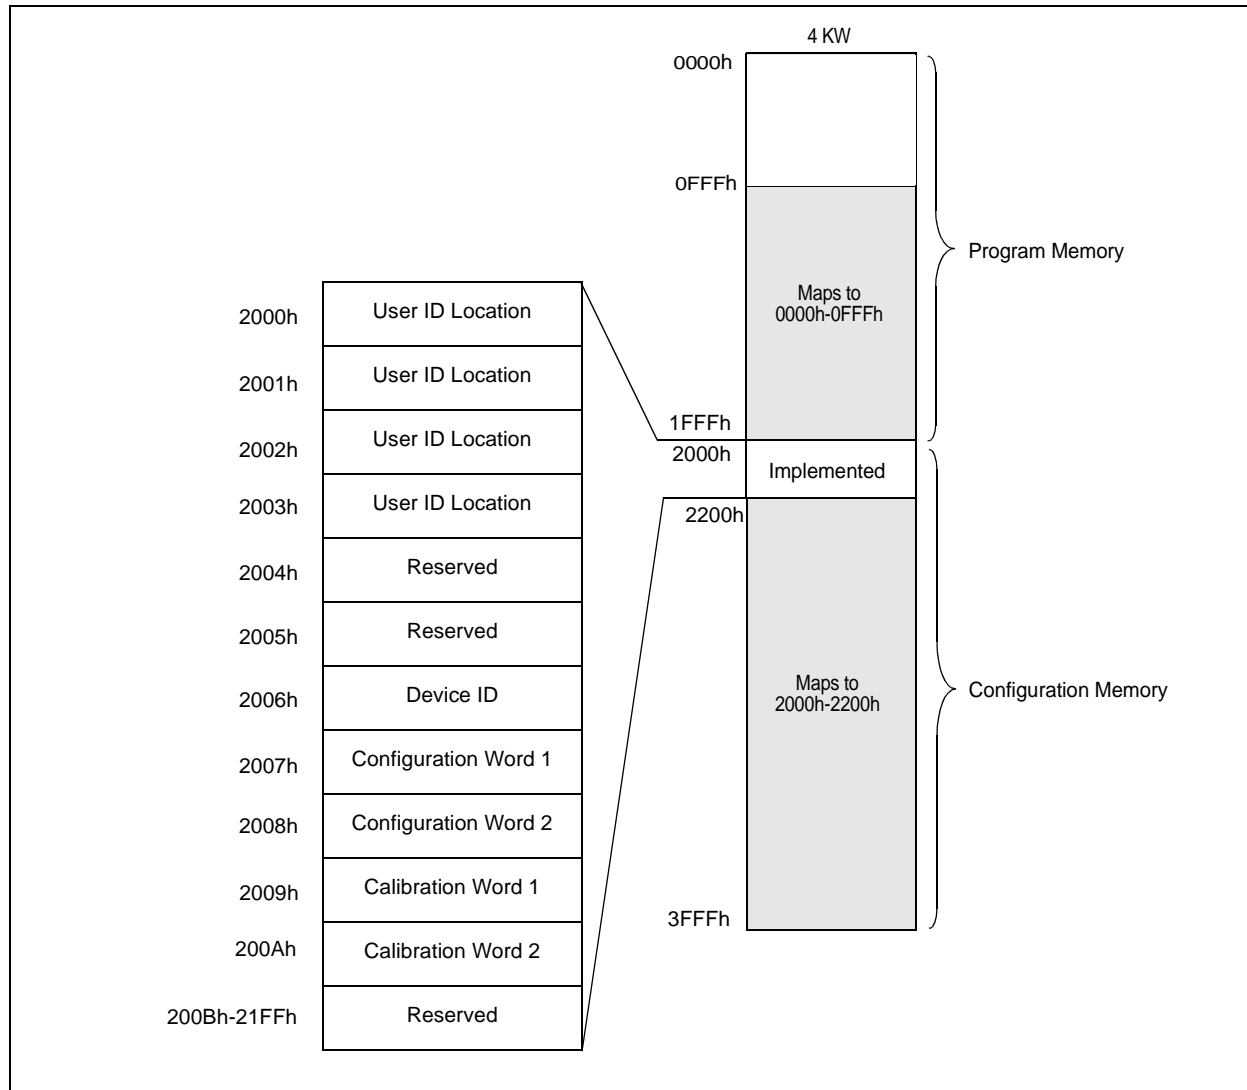 4 KW
0000h
0FFFh
Maps to
0000h-0FFFh
Program Memory
1FFFh
2000h
Implemented
2200h
Maps to
2000h-2200h
Configuration Memory
3FFFh
2000h User ID Location
2001h User ID Location
2002h User ID Location
2003h User ID Location
2004h Reserved
2005h Reserved
2006h Device ID
2007h Configuration Word 1
2008h Configuration Word 2
2009h Calibration Word 1
200Ah Calibration Word 2
200Bh-21FFh Reserved